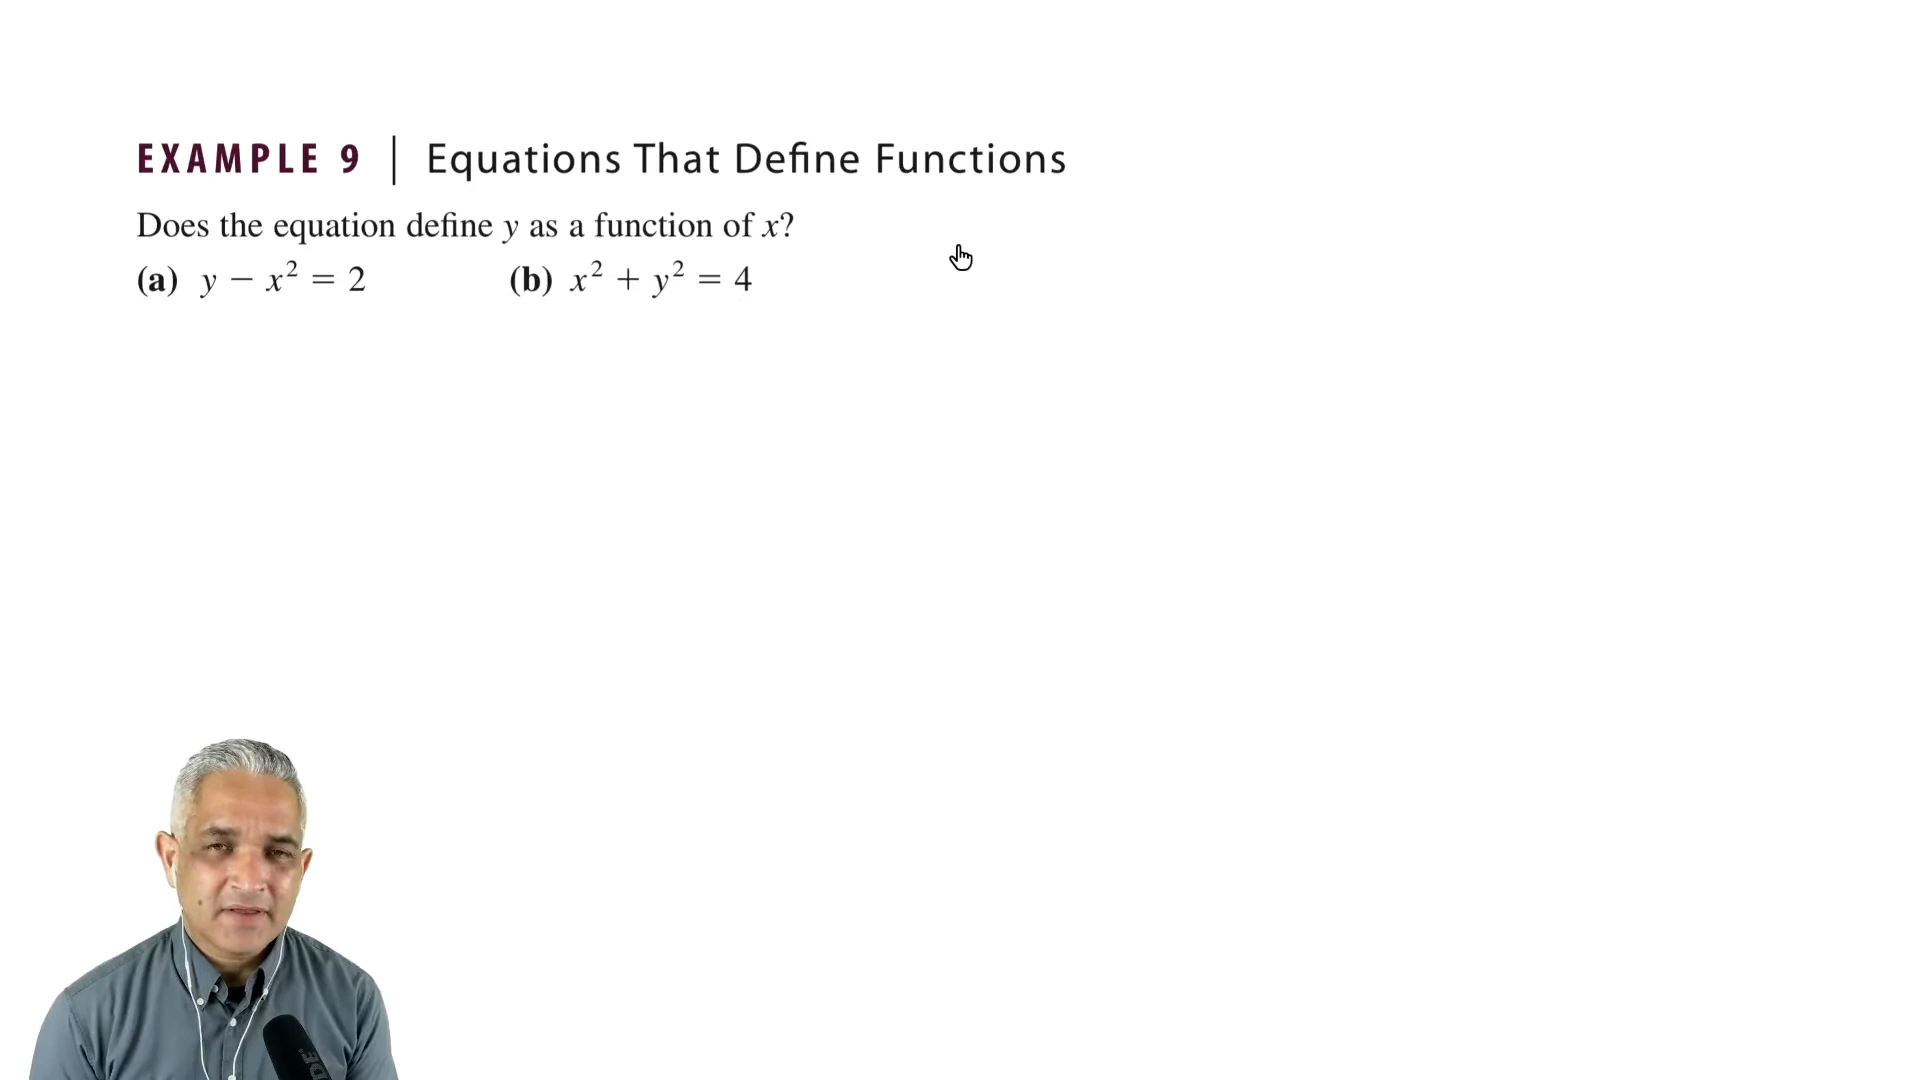 EXAMPLE 9 | Equations That Define Functions
Does the equation define y as a function of x?
(a) y − x² = 2 (b) x² + y² = 4